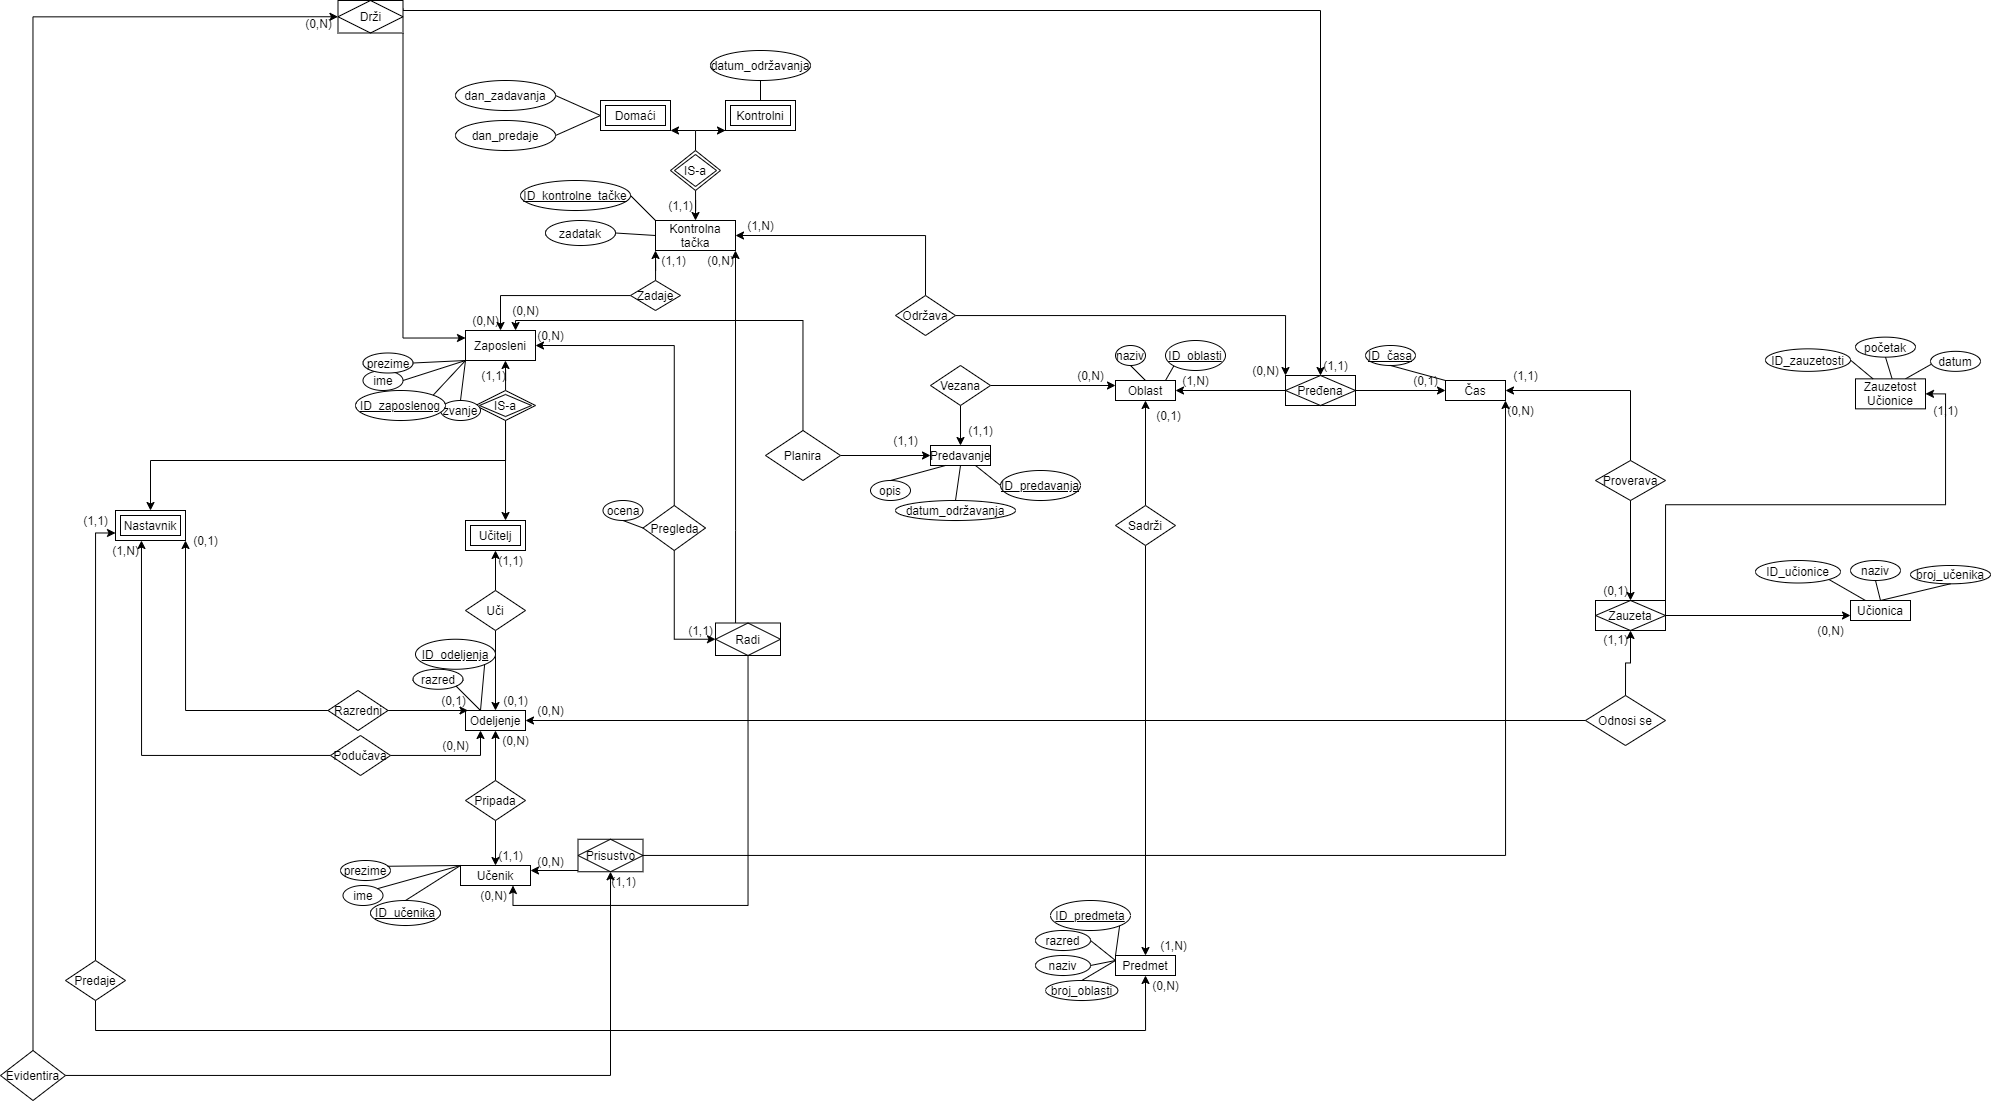 Drži
(0,N)
datum_održavanja
dan_zadavanja
Domaći
Kontrolni
dan_predaje
IS-a
ID_kontrolne_tačke
(1,1)
zadatak
Kontrolna
tačka
(1,N)
(1,1)
(0,N)
Zadaje
Održava
(0,N)
(0,N)
Zaposleni
(0,N)
prezime
ime
ID_zaposlenog
zvanje
(1,1)
IS-a
naziv
ID_oblasti
Vezana
(0,N)
Oblast
(1,N)
(0,1)
(0,N)
(1,1)
Pređena
ID_časa
(0,1)
Čas
(1,1)
(0,N)
ID_zauzetosti
početak
datum
Zauzetost
Učionice
(1,1)
Planira
(1,1)
(1,1)
Predavanje
opis
datum_održavanja
ID_predavanja
Proverava
(1,1)
Nastavnik
(1,N)
(0,1)
Učitelj
(1,1)
ocena
Pregleda
Sadrži
Uči
(1,1)
Radi
(0,1)
Zauzeta
(1,1)
ID_učionice
naziv
broj_učenika
Učionica
(0,N)
ID_odeljenja
razred
Razredni
(0,1)
(0,1)
Odeljenje
(0,N)
Odnosi se
Podučava
(0,N)
(0,N)
Pripada
(1,1)
prezime
ime
ID_učenika
Učenik
(0,N)
(0,N)
Prisustvo
(1,1)
ID_predmeta
razred
naziv
broj_oblasti
(1,N)
Predmet
(0,N)
Predaje
Evidentira